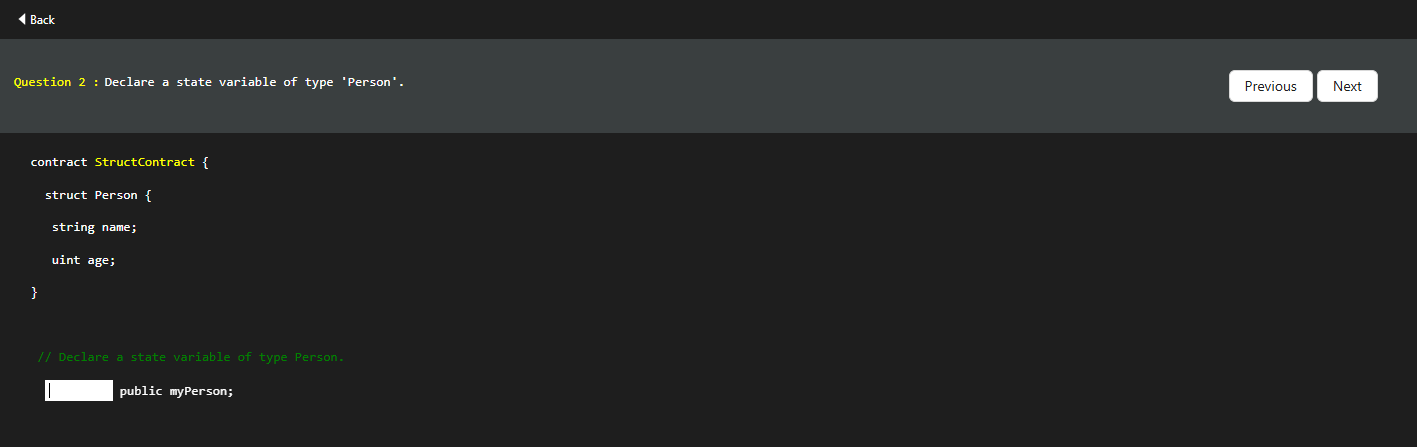 Back
Question 2 : Declare a state variable of type 'Person'.
Previous Next
contract StructContract {
struct Person {
string name;
uint age;
}
// Declare a state variable of type Person.
public myPerson;